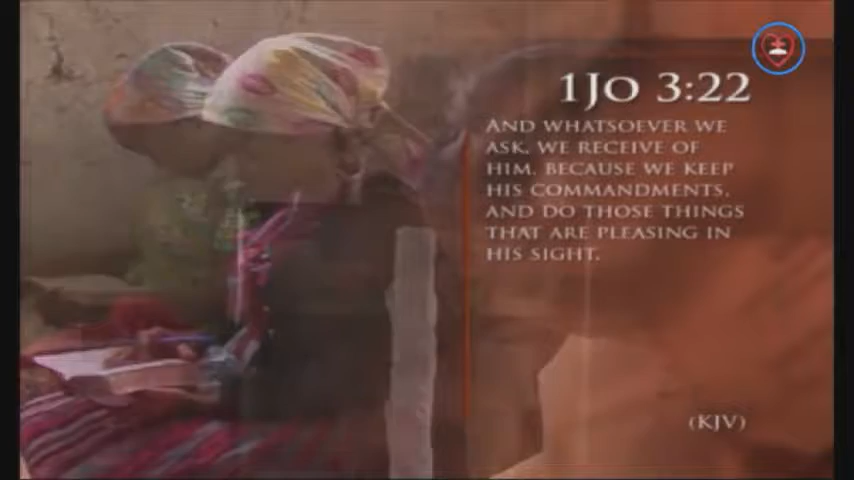 1Jo 3:22
And whatsoever we
ask, we receive of
him, because we keep
his commandments,
and do those things
that are pleasing in
his sight.
(KJV)